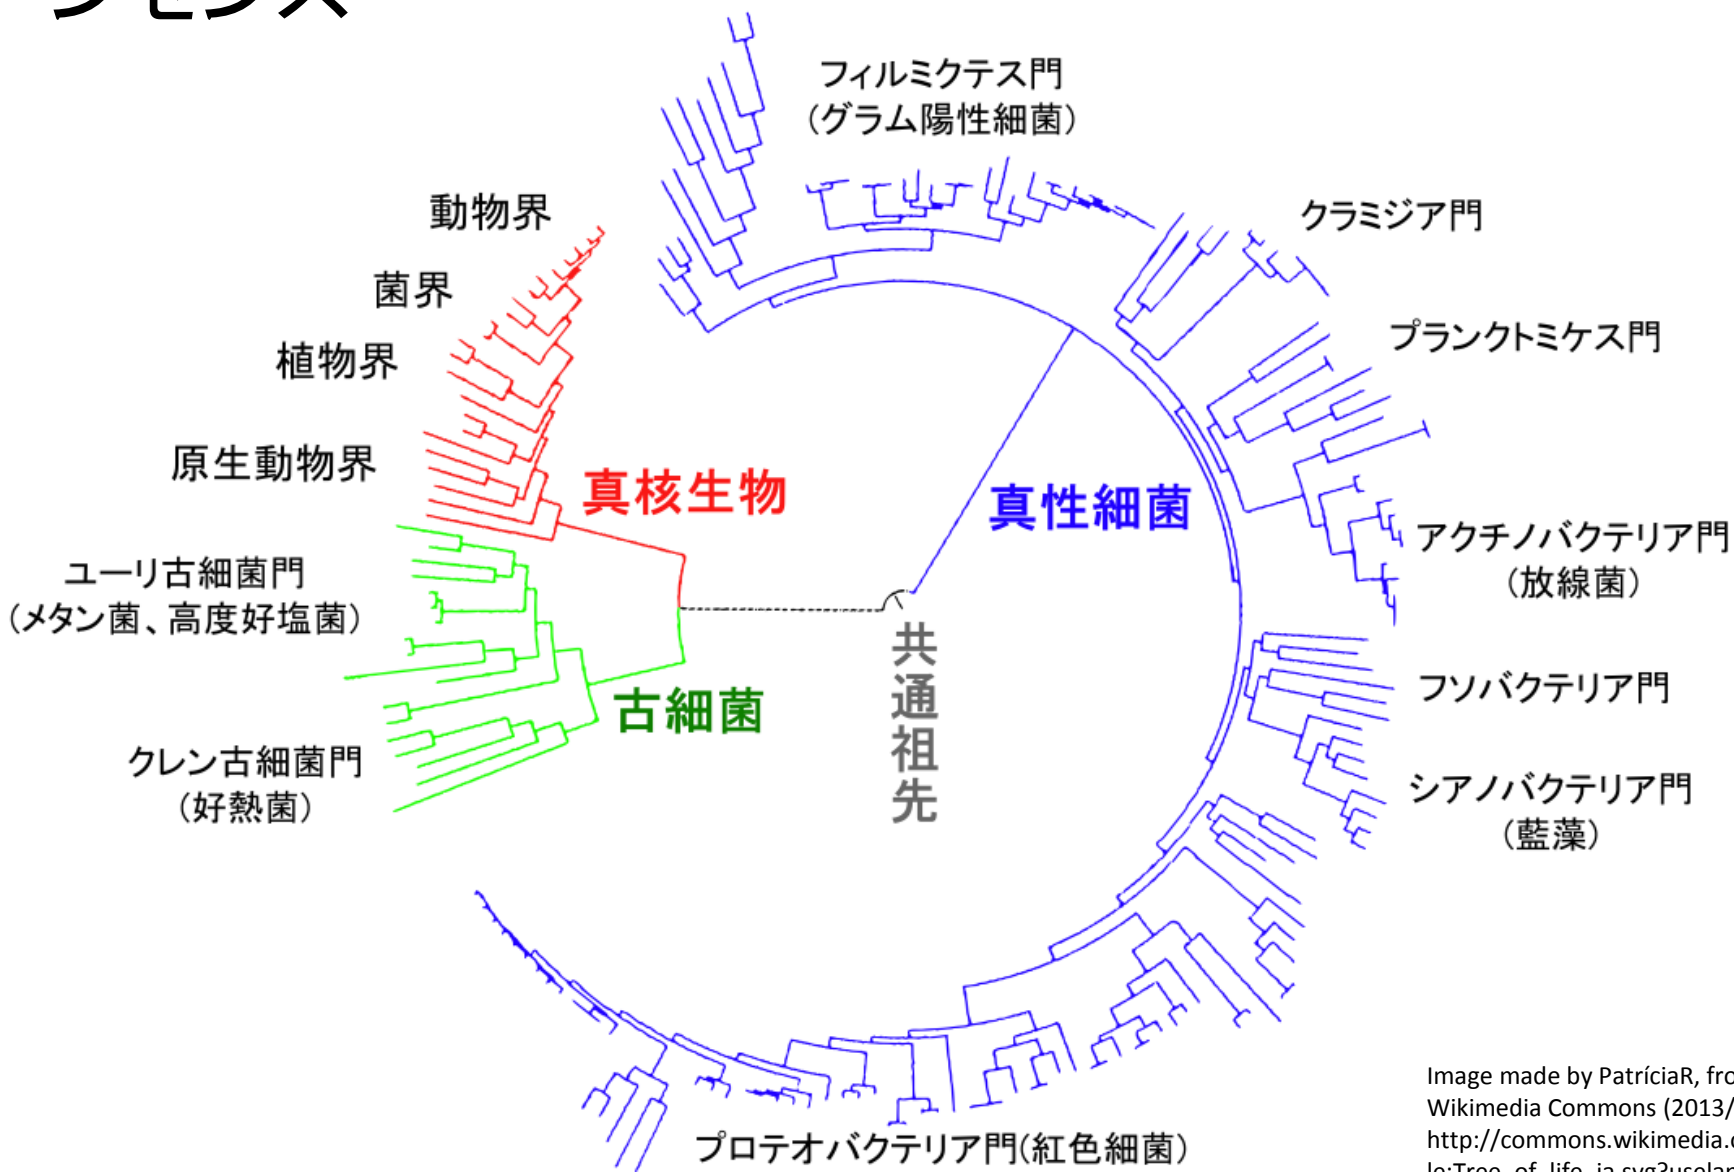 フィルミクテス門
(グラム陽性細菌)
動物界
クラミジア門
菌界
プランクトミケス門
植物界
原生動物界
真核生物
真性細菌
アクチノバクテリア門
(放線菌)
ユーリ古細菌門
(メタン菌、高度好塩菌)
共通祖先
フソバクテリア門
古細菌
クレン古細菌門
(好熱菌)
シアノバクテリア門
(藍藻)
プロテオバクテリア門(紅色細菌)
Image made by PatríciaR, fro
Wikimedia Commons (2013/
http://commons.wikimedia.o